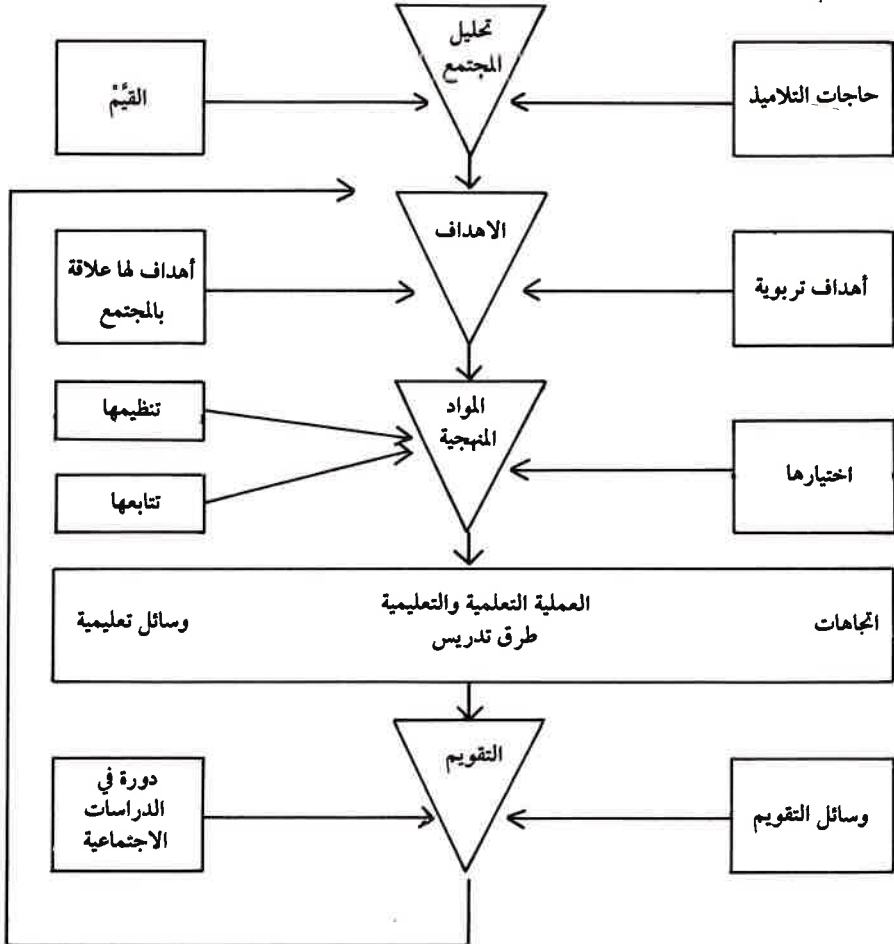 تحليل
المجتمع
حاجات التلاميذ
القيَّمْ
الاهداف
أهداف تربوية
أهداف لها علاقة
بالمجتمع
المواد
المنهجية
اختيارها
تنظيمها
تتابعها
اتجاهات
العملية التعلمية والتعليمية
طرق تدريس
وسائل تعليمية
التقويم
وسائل التقويم
دورة في
الدراسات
الاجتماعية